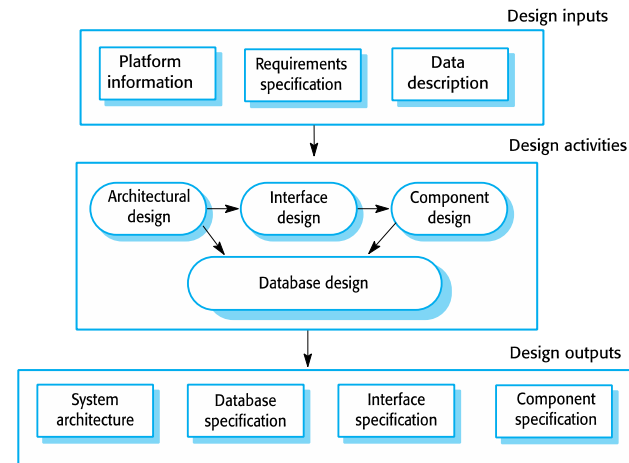 Design inputs
Platform
information
Requirements
specification
Data
description
Design activities
Architectural
design
Interface
design
Component
design
Database design
Design outputs
System
architecture
Database
specification
Interface
specification
Component
specification